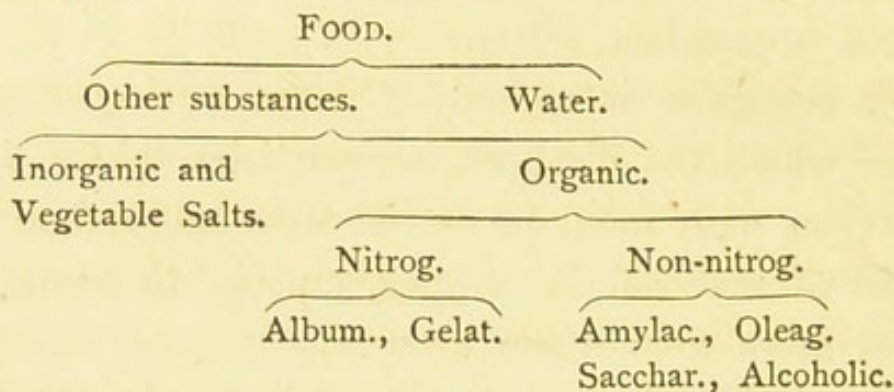 FOOD.
Other substances. Water.
Inorganic and
Vegetable Salts.
Organic.
Nitrog. Non-nitrog.
Album., Gelat.
Amylac., Oleag.
Sacchar., Alcoholic.